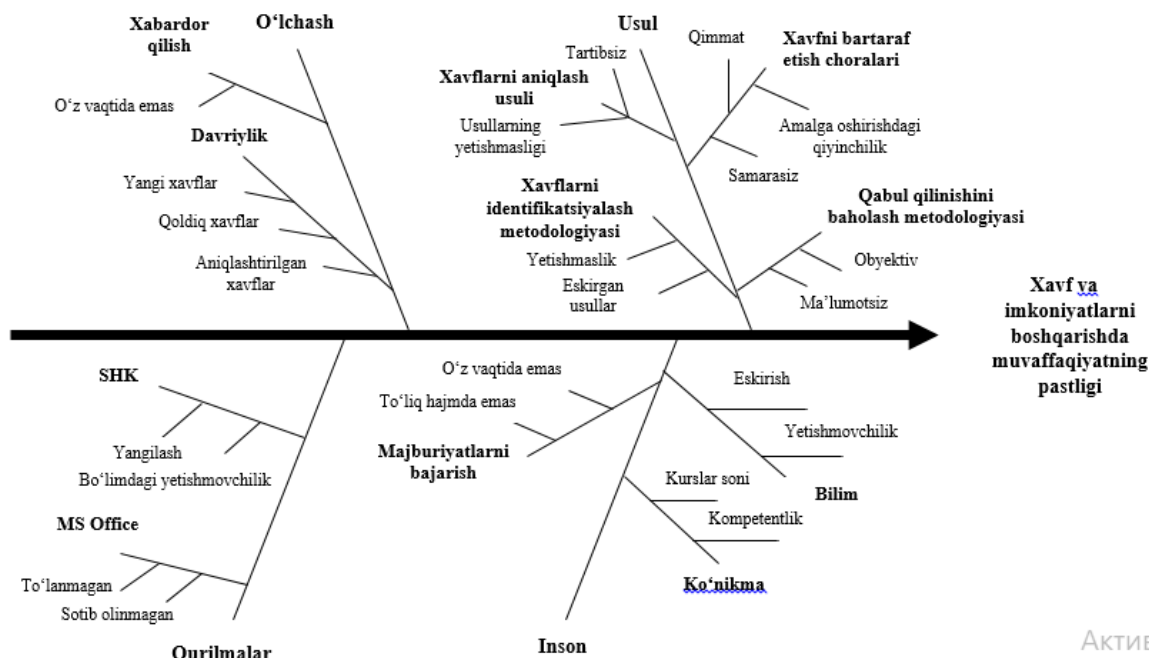 Xabardor
qilish
O‘lchash
O‘z vaqtida emas
Davriylik
Yangi xavflar
Qoldiq xavflar
Aniqlashtirilgan
xavflar
Usul
Tartibsiz
Xavflarni aniqlash
usuli
Usullarning
yetishmasligi
Qimmat
Xavfni bartaraf
etish choralari
Amalga oshirishdagi
qiyinchilik
Samarasiz
Xavflarni
identifikatsiyalash
metodologiyasi
Yetishmaslik
Eskirgan
usullar
Qabul qilinishini
baholash metodologiyasi
Obyektiv
Ma’lumotsiz
Xavf va
imkoniyatlarni
boshqarishda
muvaffaqiyatning
pastligi
SHK
Yangilash
Bo‘limdagi yetishmovchilik
MS Office
To‘lanmagan
Sotib olinmagan
Qurilmalar
O‘z vaqtida emas
To‘liq hajmda emas
Majburiyatlarni
bajarish
Eskirish
Yetishmovchilik
Bilim
Kurslar soni
Kompetentlik
Ko‘nikma
Inson
Актив